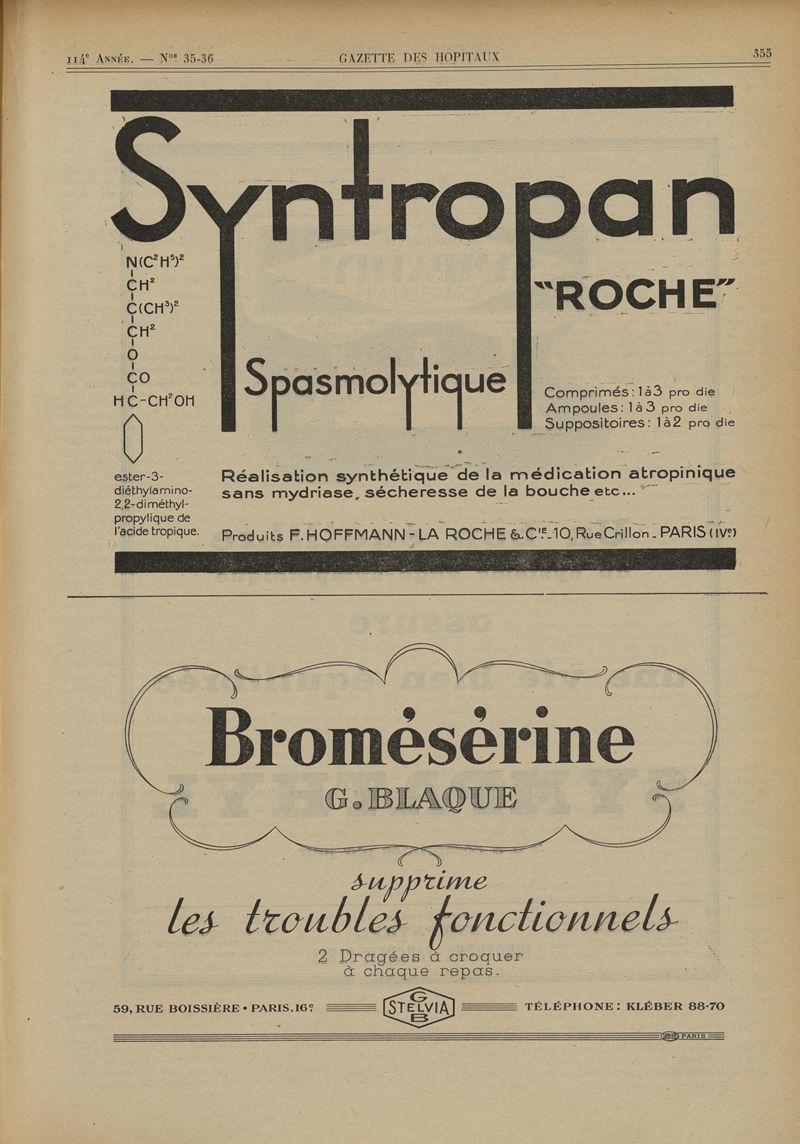 114e ANNÉE. — Nos 35-36
GAZETTE DES HOPITAUX
355
Syntropan
"ROCHE"
N(C²H⁵)²
CH²
C(CH³)²
CH²
O
CO
HC-CH²OH
ester-3-
diéthylamino-
2,2-diméthyl-
propylique de
l'acide tropique.
Spasmolytique
Comprimés: 1à3 pro die
Ampoules: 1à3 pro die
Suppositoires: 1à2 pro die
Réalisation synthétique de la médication atropinique
sans mydriase, sécheresse de la bouche etc...
Produits F. HOFFMANN-LA ROCHE & Cie-10, Rue Crillon-PARIS (IVe)
Bromésérine
G. BLAQUE
supprime
les troubles fonctionnels
2 Dragées à croquer
à chaque repas.
59, RUE BOISSIÈRE • PARIS. 16e
G
STELVIA
B
TÉLÉPHONE: KLÉBER 88-70
PARIS